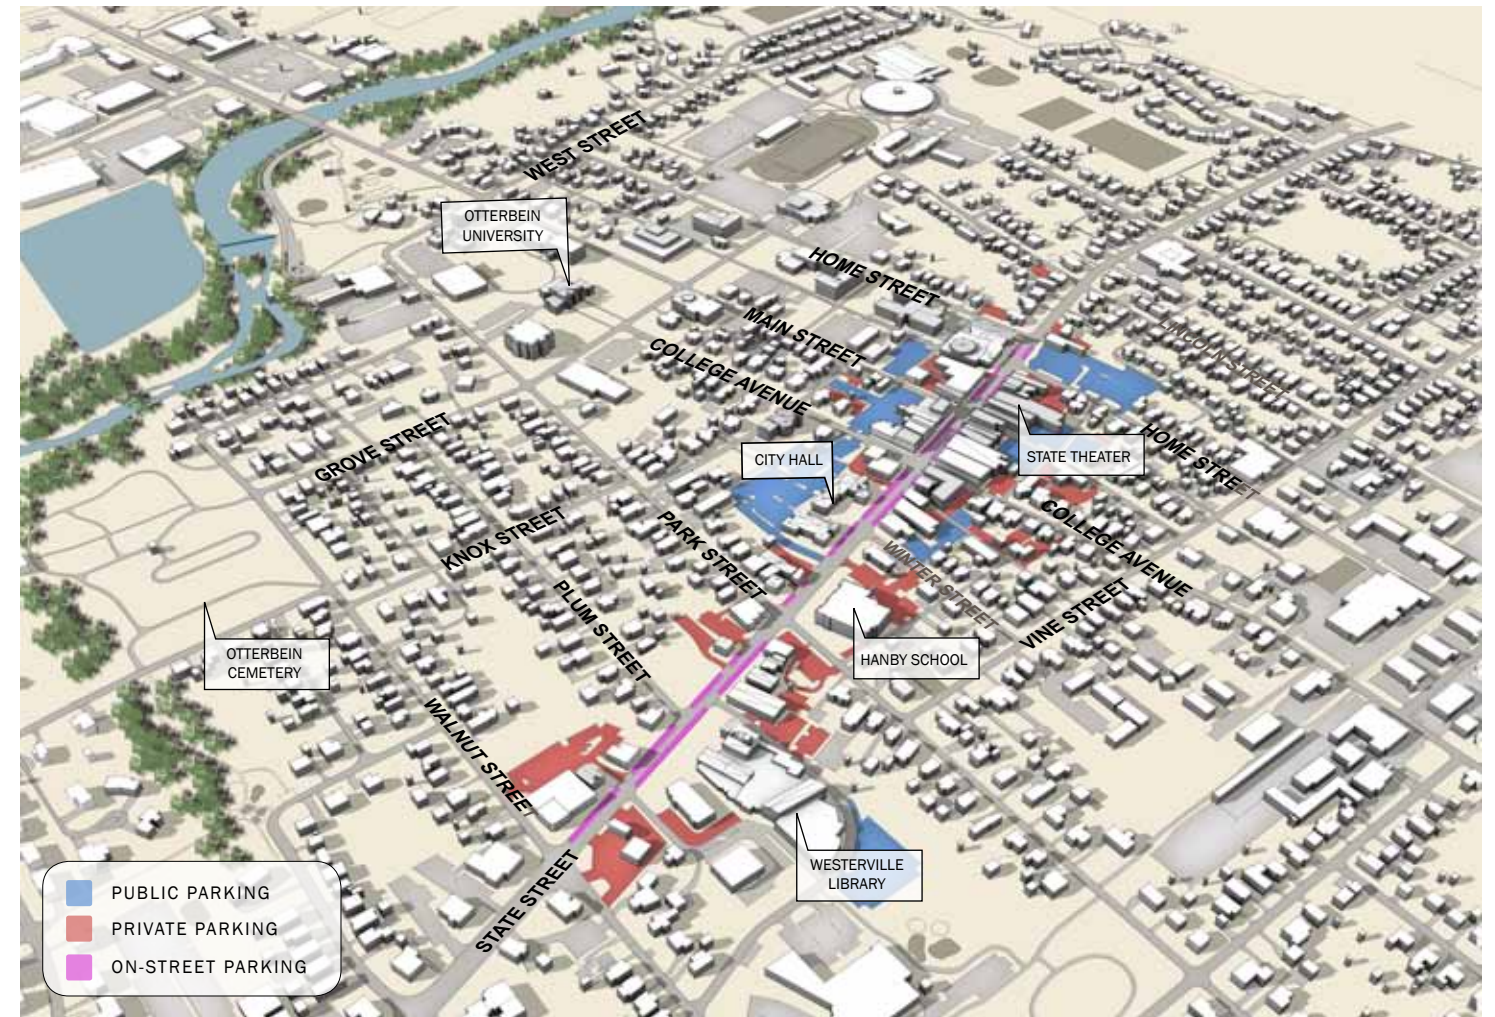 WEST STREET
OTTERBEIN
UNIVERSITY
HOME STREET
MAIN STREET
COLLEGE AVENUE
LINCOLN STREET
GROVE STREET
CITY HALL
STATE THEATER
HOME STREET
KNOX STREET
PARK STREET
COLLEGE AVENUE
WINTER STREET
PLUM STREET
VINE STREET
OTTERBEIN
CEMETERY
HANBY SCHOOL
WALNUT STREET
WESTERVILLE
LIBRARY
STATE STREET
PUBLIC PARKING
PRIVATE PARKING
ON-STREET PARKING